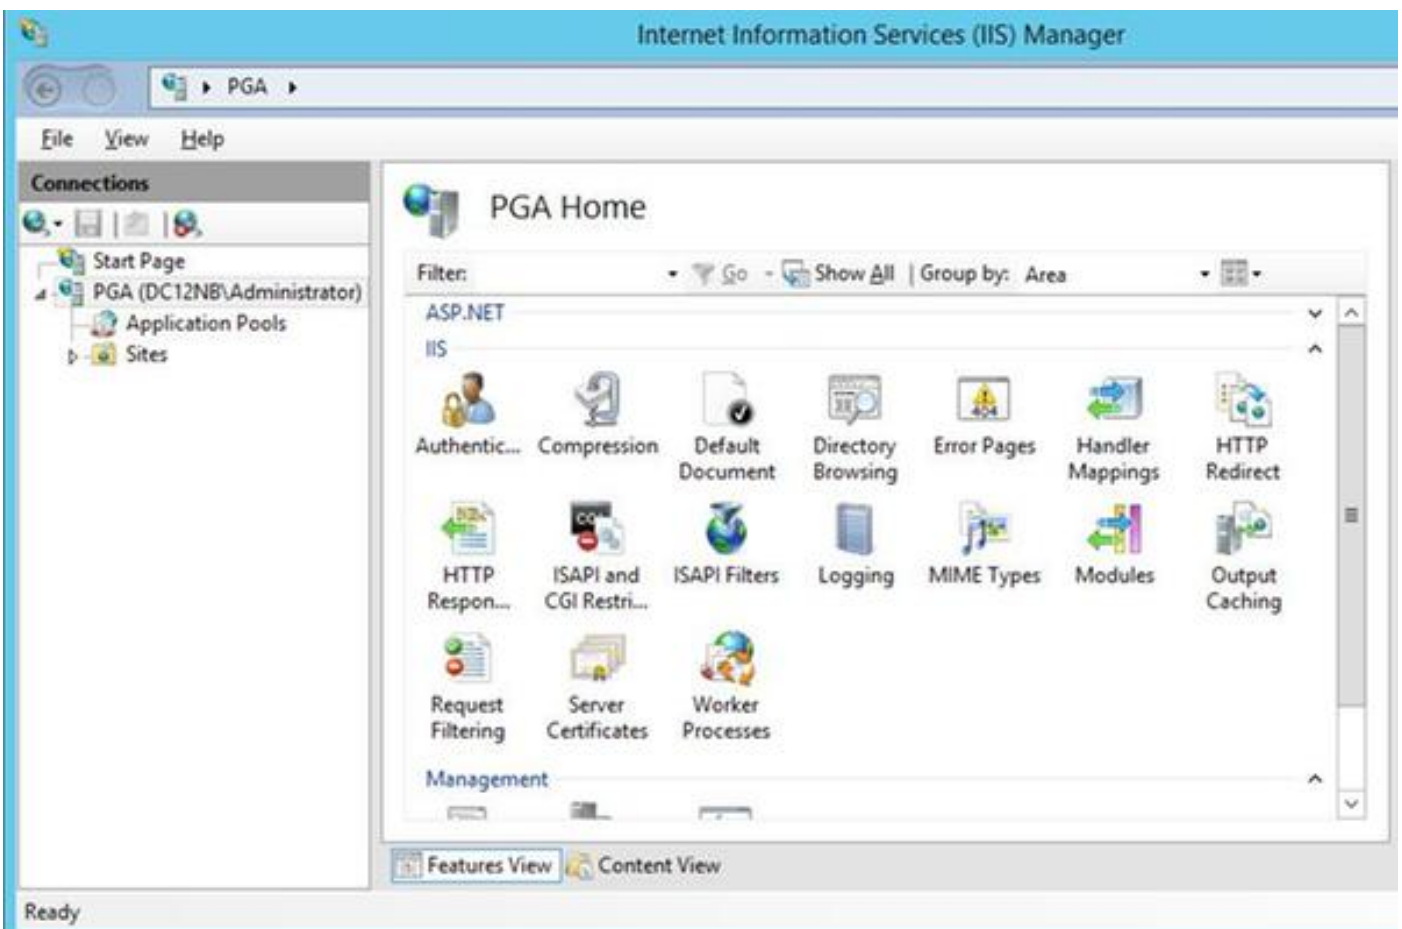 Internet Information Services (IIS) Manager
PGA
File View Help
Connections
Start Page
PGA (DC12NB\Administrator)
Application Pools
Sites
PGA Home
Filter: Go Show All Group by: Area
ASP.NET
IIS
Authentic... Compression Default Document Directory Browsing Error Pages Handler Mappings HTTP Redirect
HTTP Respon... ISAPI and CGI Restri... ISAPI Filters Logging MIME Types Modules Output Caching
Request Filtering Server Certificates Worker Processes
Management
Features View Content View
Ready